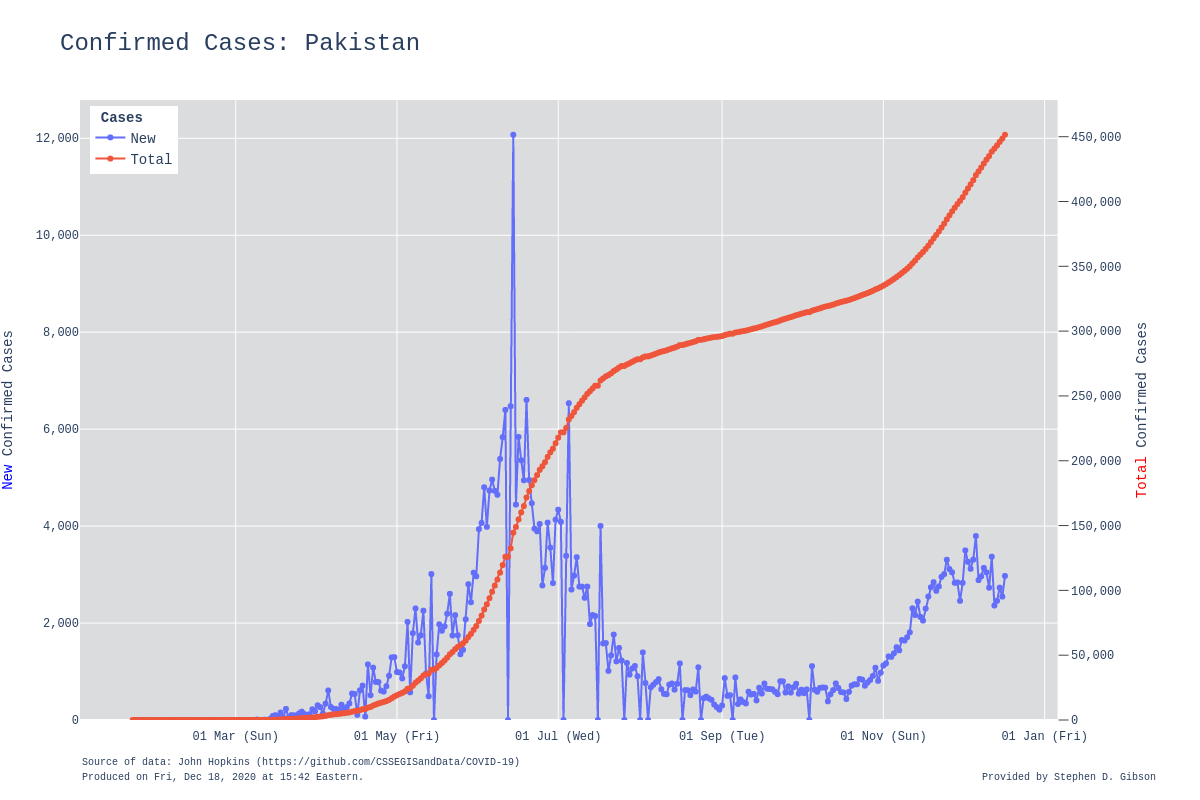 Confirmed Cases: Pakistan
Cases
New
Total
12,000
10,000
8,000
6,000
4,000
2,000
0
New Confirmed Cases
450,000
400,000
350,000
300,000
250,000
200,000
150,000
100,000
50,000
0
Total Confirmed Cases
01 Mar (Sun)
01 May (Fri)
01 Jul (Wed)
01 Sep (Tue)
01 Nov (Sun)
01 Jan (Fri)
Source of data: John Hopkins (https://github.com/CSSEGISandData/COVID-19)
Produced on Fri, Dec 18, 2020 at 15:42 Eastern.
Provided by Stephen D. Gibson